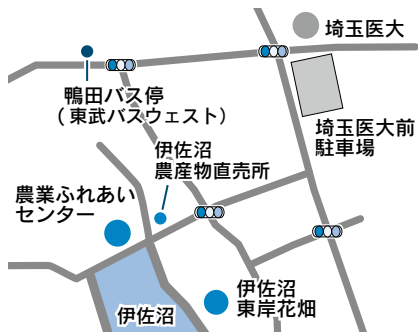 埼玉医大
鴨田バス停
(東武バスウェスト)
埼玉医大前
駐車場
伊佐沼
農産物直売所
農業ふれあい
センター
伊佐沼
東岸花畑
伊佐沼